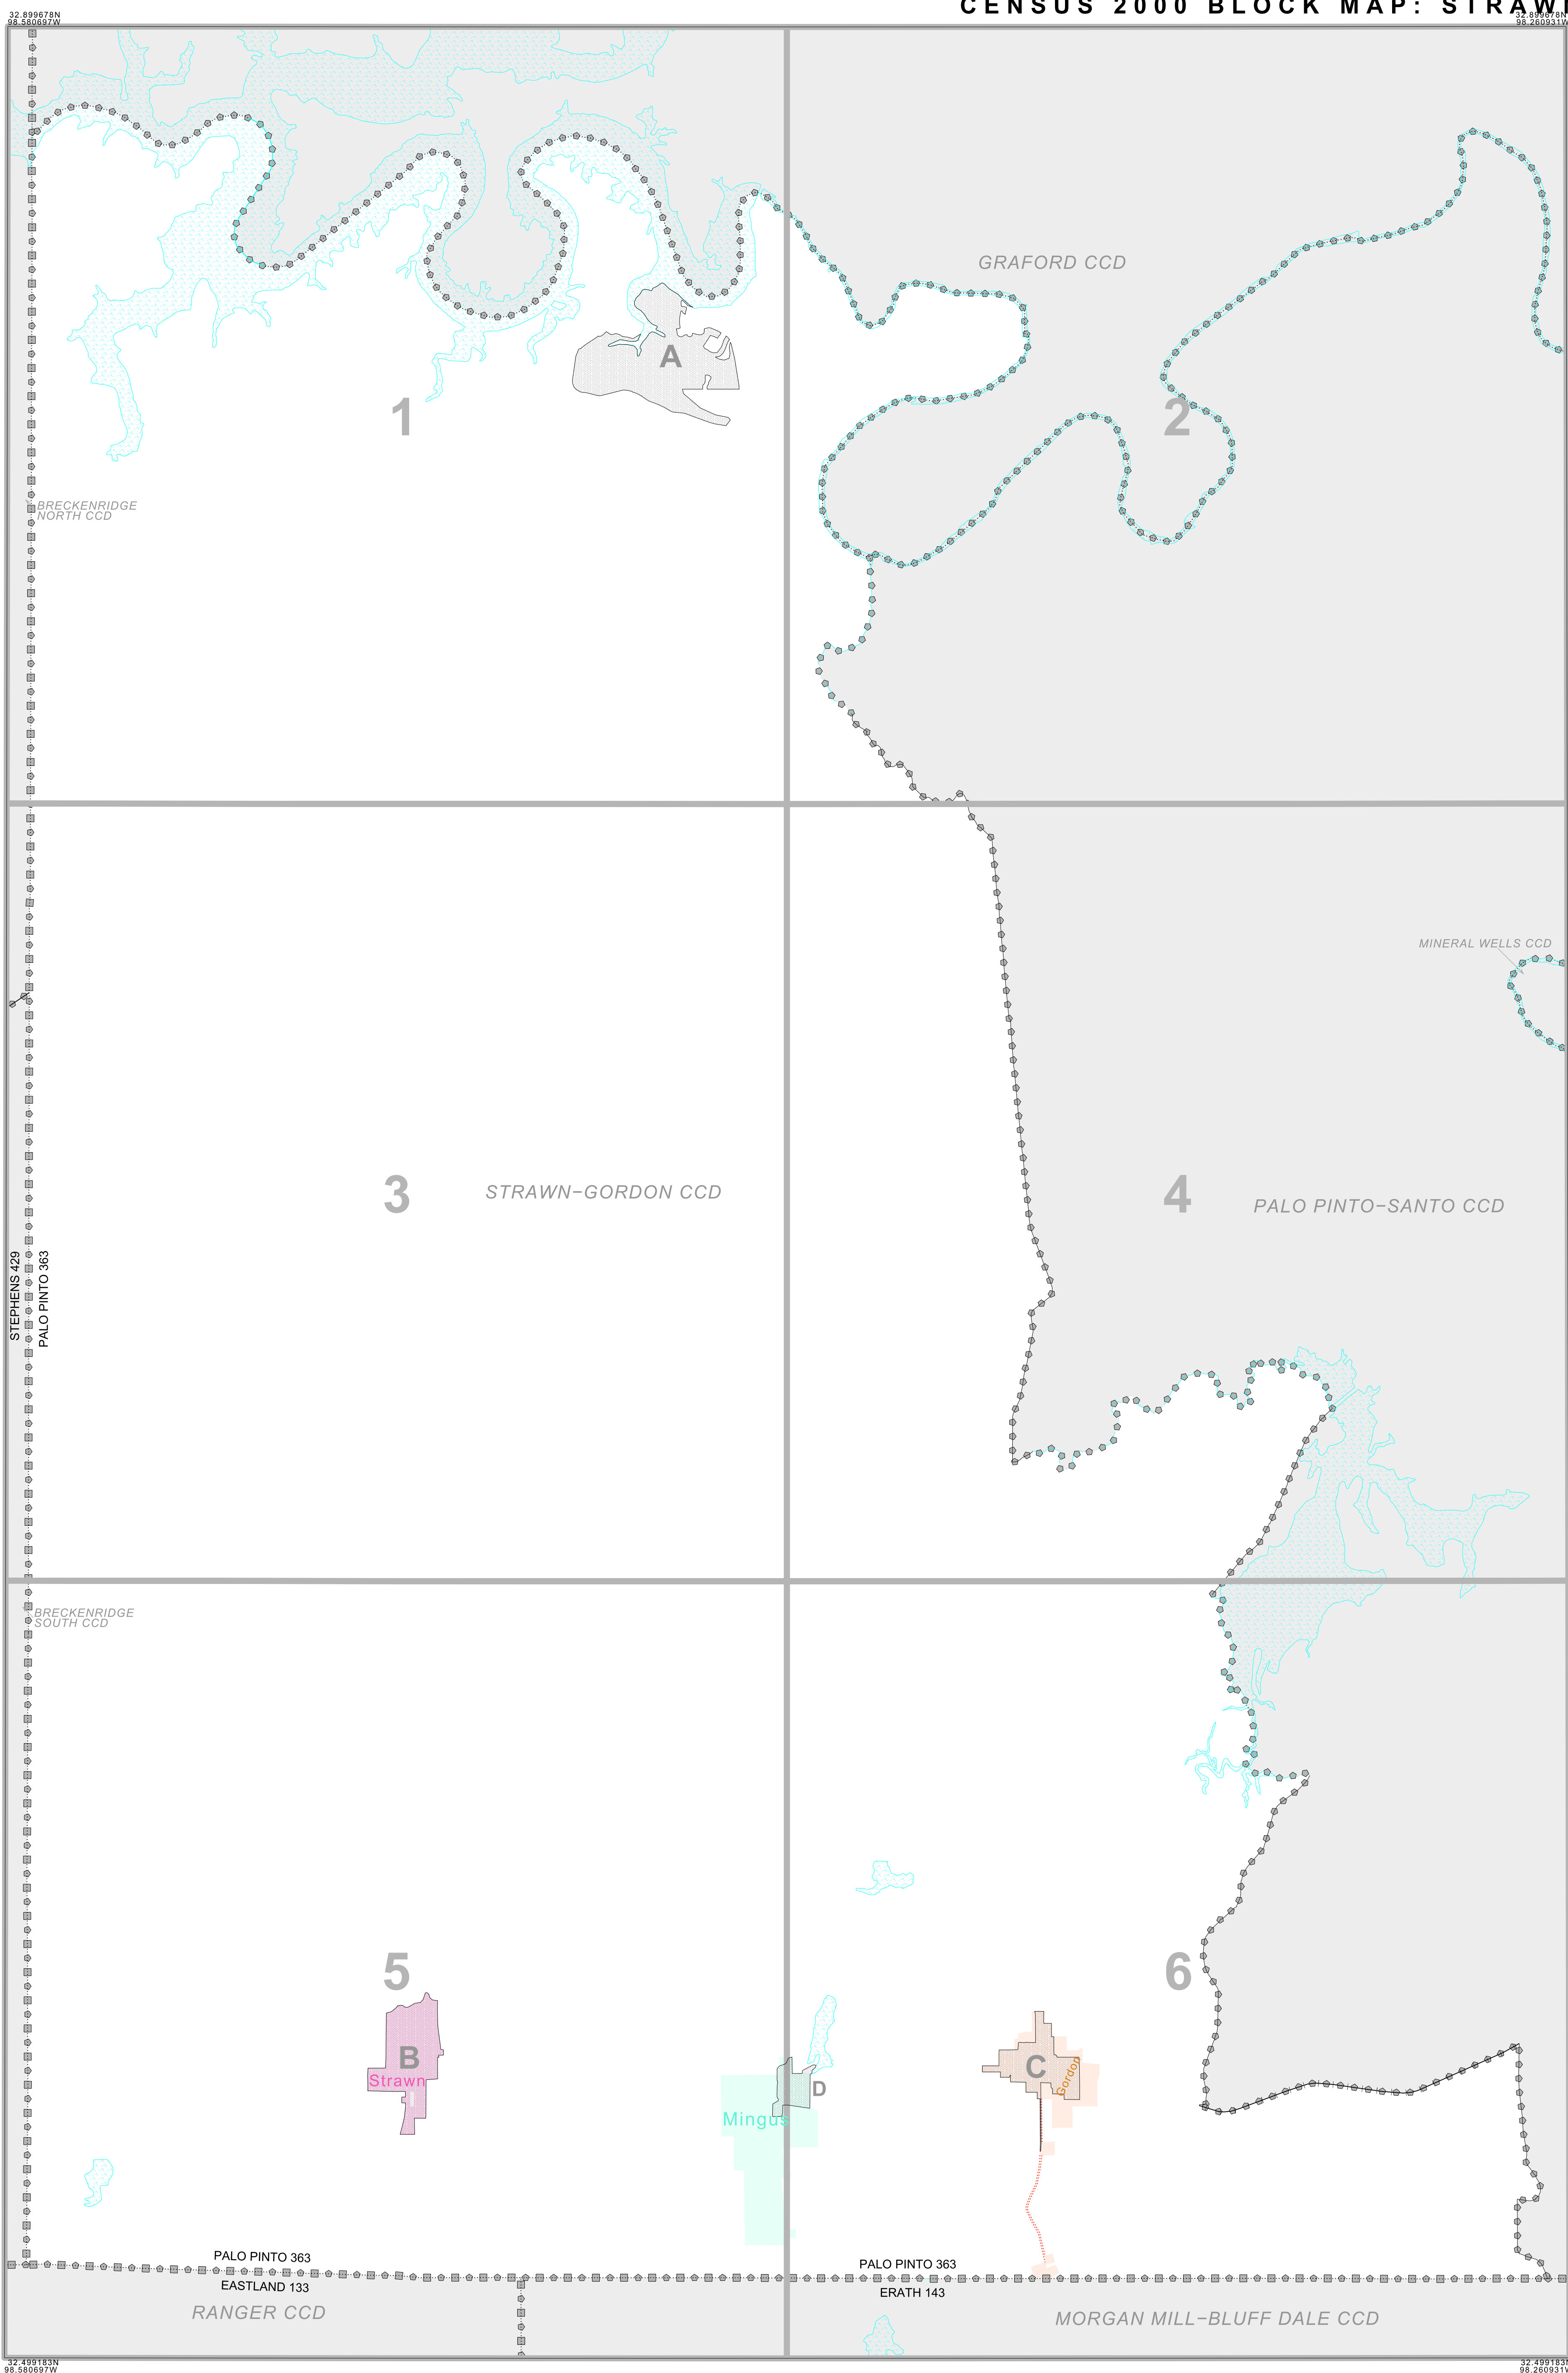 CENSUS 2000 BLOCK MAP: STRAW
32.899678N
98.580697W
32.899678N
98.260931W
GRAFORD CCD
A
1
2
BRECKENRIDGE
NORTH CCD
MINERAL WELLS CCD
3
STRAWN-GORDON CCD
4
PALO PINTO-SANTO CCD
STEPHENS 429
PALO PINTO 363
BRECKENRIDGE
SOUTH CCD
5
6
B
Strawn
C
Gordon
D
Mingus
PALO PINTO 363
EASTLAND 133
PALO PINTO 363
ERATH 143
RANGER CCD
MORGAN MILL-BLUFF DALE CCD
32.499183N
98.580697W
32.499183N
98.260931W